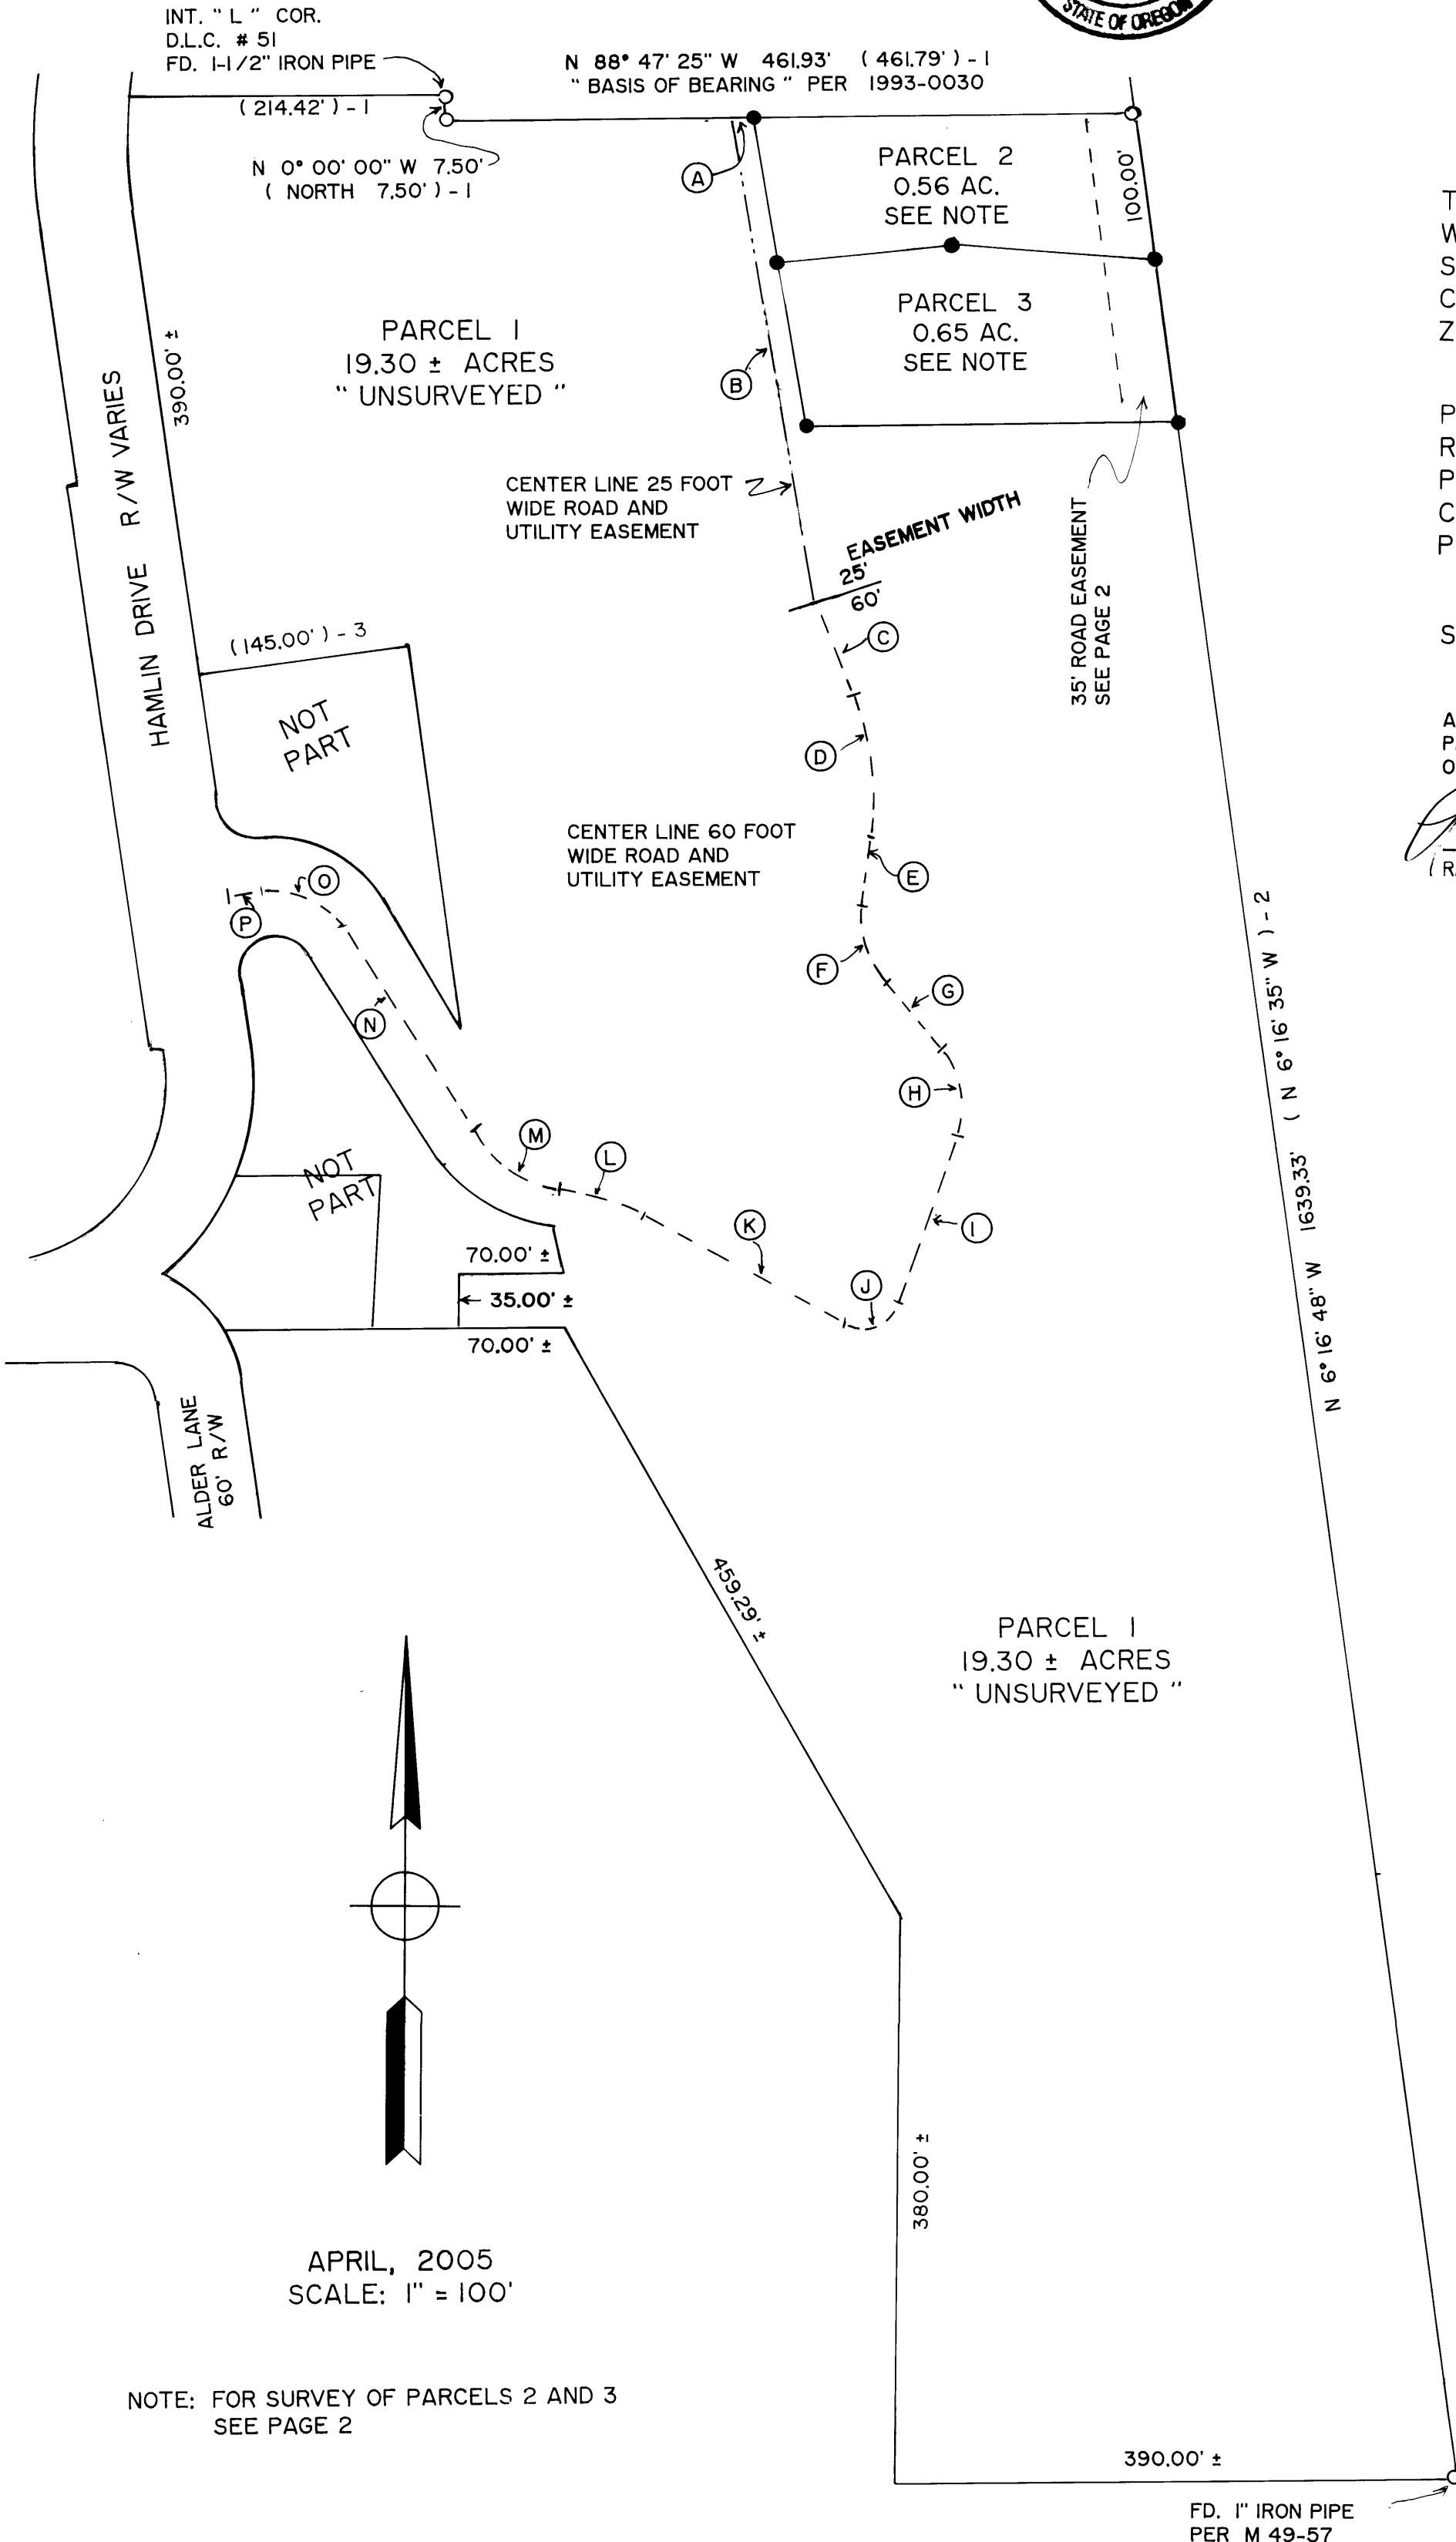 STATE OF OREGON
INT. "L" COR.
D.L.C. # 51
FD. 1-1/2" IRON PIPE
N 88° 47' 25" W 461.93' (461.79') - 1
"BASIS OF BEARING" PER 1993-0030
(214.42') - 1
N 0° 00' 00" W 7.50'
(NORTH 7.50') - 1
A
PARCEL 2
0.56 AC.
SEE NOTE
100.00'
PARCEL 3
0.65 AC.
SEE NOTE
PARCEL 1
19.30 ± ACRES
"UNSURVEYED"
B
390.00' ±
HAMLIN DRIVE R/W VARIES
CENTER LINE 25 FOOT
WIDE ROAD AND
UTILITY EASEMENT
EASEMENT WIDTH
25'
60'
35' ROAD EASEMENT
SEE PAGE 2
C
(145.00') - 3
NOT
PART
D
CENTER LINE 60 FOOT
WIDE ROAD AND
UTILITY EASEMENT
E
O
P
F
G
N
H
M
L
K
I
J
N 6° 16' 48" W 1639.33' (N 6° 16' 35" W) - 2
NOT
PART
70.00' ±
35.00' ±
70.00' ±
ALDER LANE
60' R/W
459.29' ±
PARCEL 1
19.30 ± ACRES
"UNSURVEYED"
380.00' ±
APRIL, 2005
SCALE: 1" = 100'
NOTE: FOR SURVEY OF PARCELS 2 AND 3
SEE PAGE 2
390.00' ±
FD. 1" IRON PIPE
PER M 49-57
T
W
S
C
Z
P
R
P
C
P
S
A
P
O
R